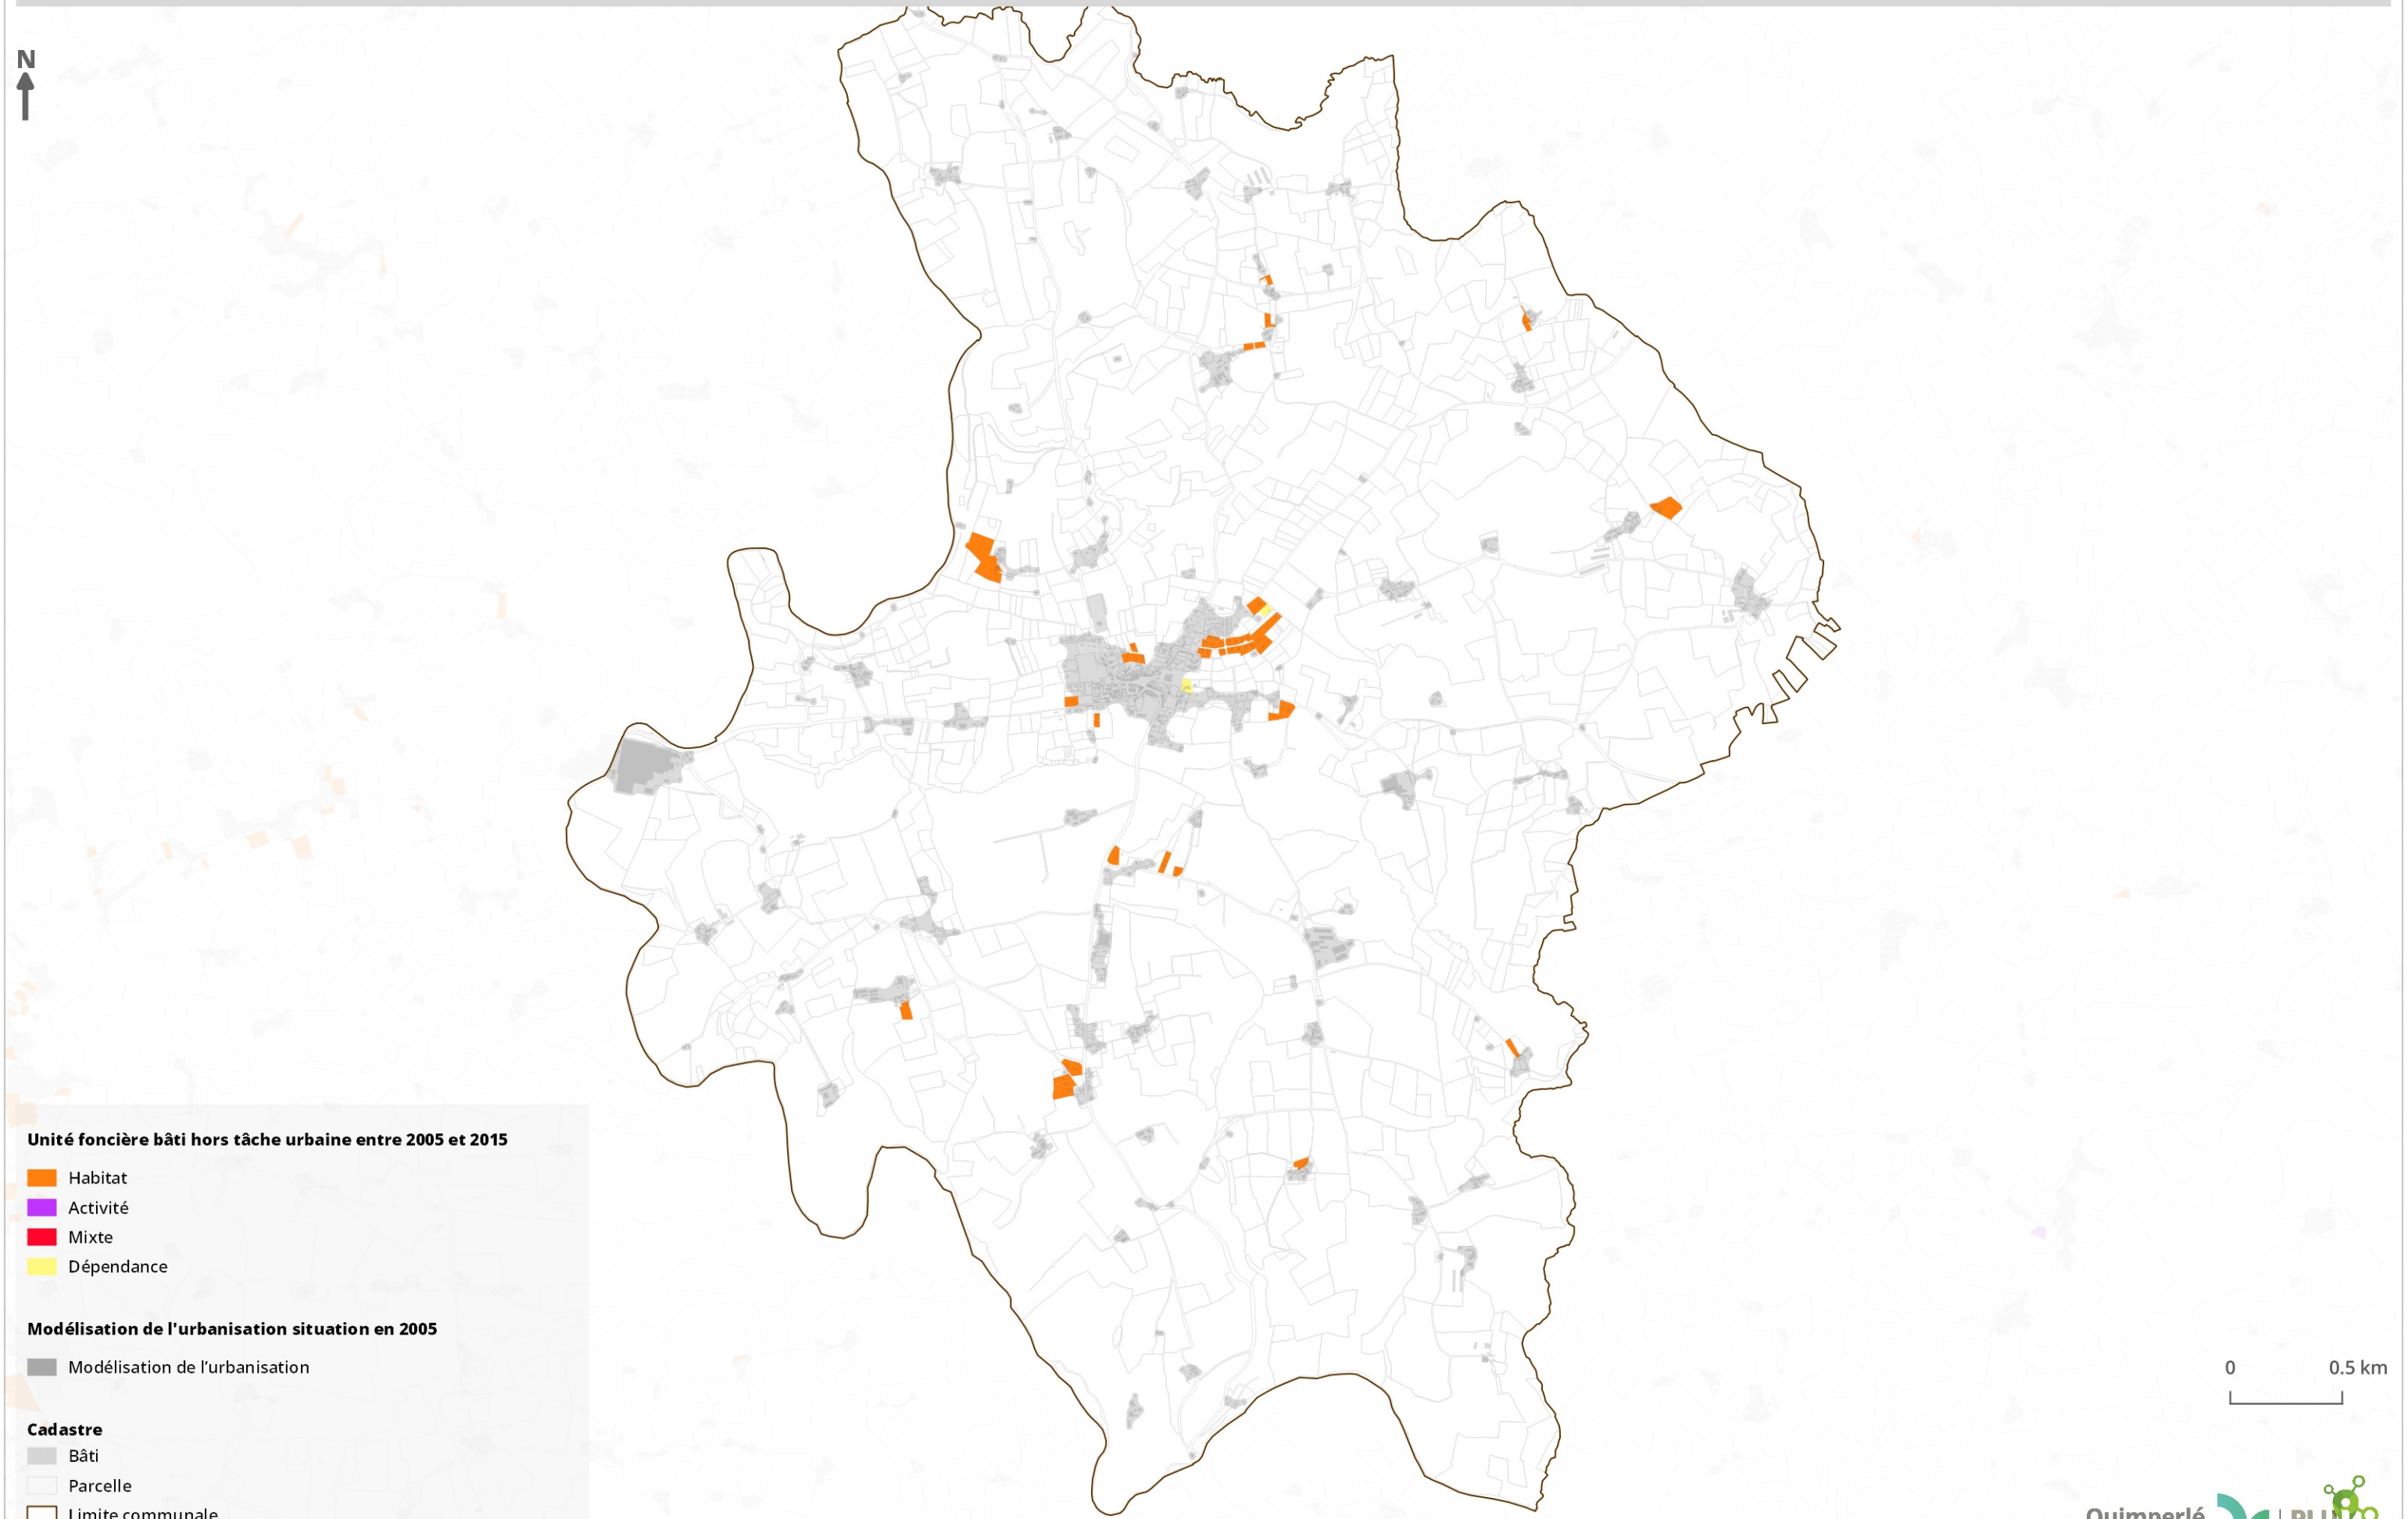 N
Unité foncière bâti hors tâche urbaine entre 2005 et 2015
Habitat
Activité
Mixte
Dépendance
Modélisation de l'urbanisation situation en 2005
Modélisation de l’urbanisation
Cadastre
Bâti
Parcelle
Limite communale
0 0.5 km
Quimperlé